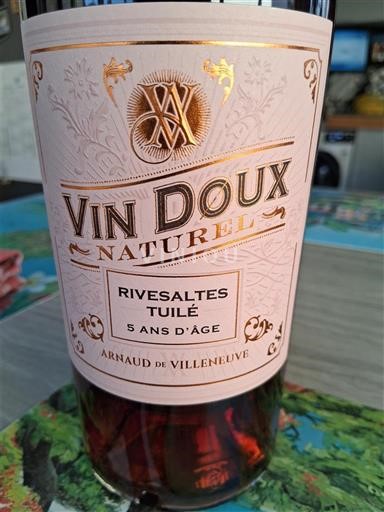 VIN DOUX
NATUREL
RIVESALTES
TUILÉ
5 ANS D'ÂGE
ARNAUD DE VILLENEUVE